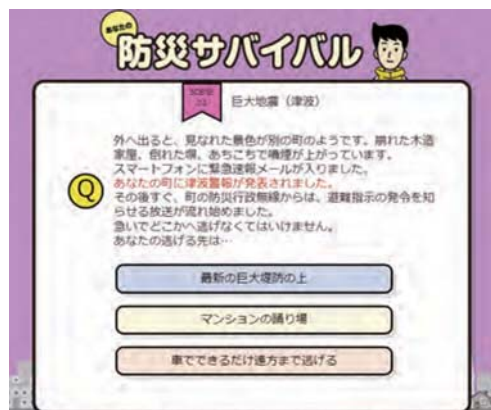 あなたの
防災サバイバル
巨大地震（津波）
外へ出ると、見なれた景色が別の町のようです。崩れた木造
家屋、倒れた塀、あちこちで噴煙が上がっています。
スマートフォンに緊急速報メールが入りました。
あなたの町に津波警報が発表されました。
その後すぐ、町の防災行政無線からは、避難指示の発令を知
らせる放送が流れ始めました。
急いでどこかへ逃げなくてはいけません。
あなたの逃げる先は…
Q
最新の巨大堤防の上
マンションの踊り場
車でできるだけ遠方まで逃げる